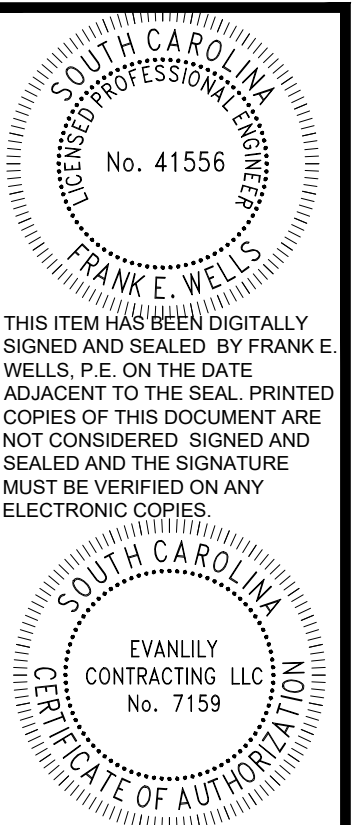 SOUTH CAROLINA
LICENSED PROFESSIONAL ENGINEER
No. 41556
FRANK E. WELLS
THIS ITEM HAS BEEN DIGITALLY
SIGNED AND SEALED BY FRANK E.
WELLS, P.E. ON THE DATE
ADJACENT TO THE SEAL. PRINTED
COPIES OF THIS DOCUMENT ARE
NOT CONSIDERED SIGNED AND
SEALED AND THE SIGNATURE
MUST BE VERIFIED ON ANY
ELECTRONIC COPIES.
SOUTH CAROLINA
EVANLILY
CONTRACTING LLC
No. 7159
CERTIFICATE OF AUTHORIZATION